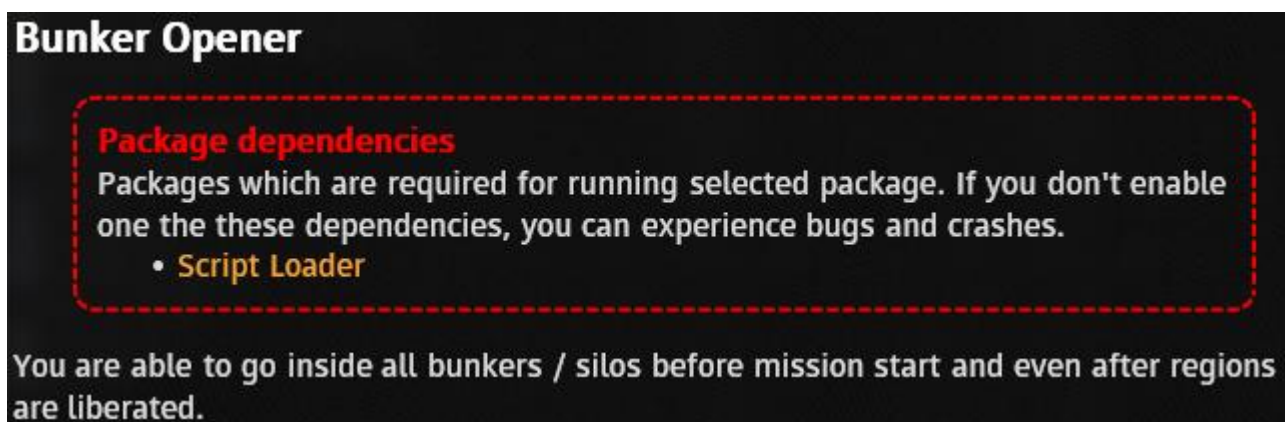 Bunker Opener
Package dependencies
Packages which are required for running selected package. If you don't enable
one the these dependencies, you can experience bugs and crashes.
• Script Loader
You are able to go inside all bunkers / silos before mission start and even after regions
are liberated.